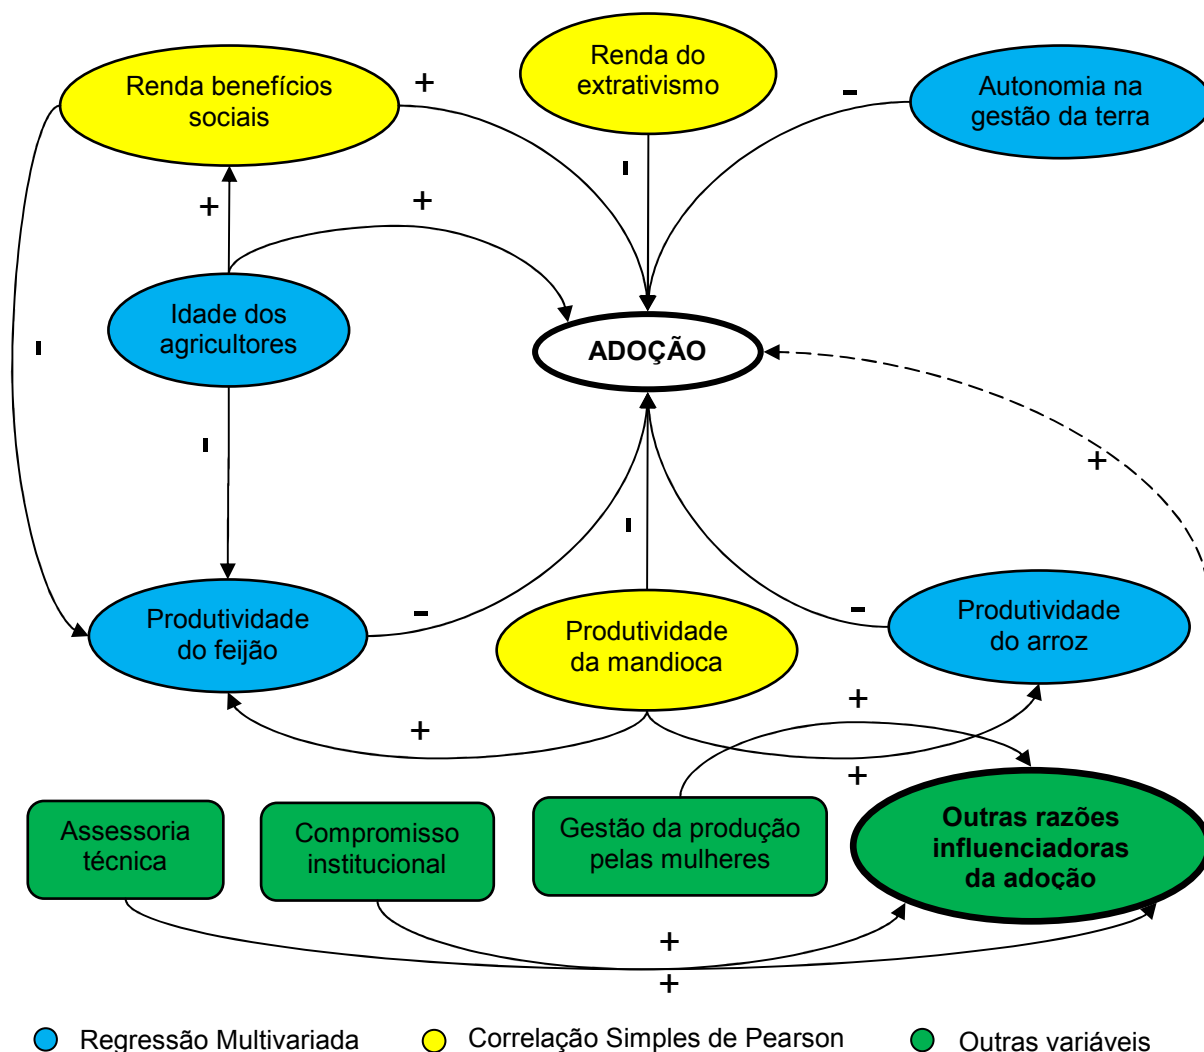 Renda benefícios
sociais
+
Renda do
extrativismo
-
Autonomia na
gestão da terra
-
+
+
Idade dos
agricultores
-
ADOÇÃO
-
-
+
-
Produtividade
do feijão
-
Produtividade
da mandioca
-
Produtividade
do arroz
+
+
+
Assessoria
técnica
Compromisso
institucional
Gestão da produção
pelas mulheres
Outras razões
influenciadoras
da adoção
+
+
Regressão Multivariada
Correlação Simples de Pearson
Outras variáveis